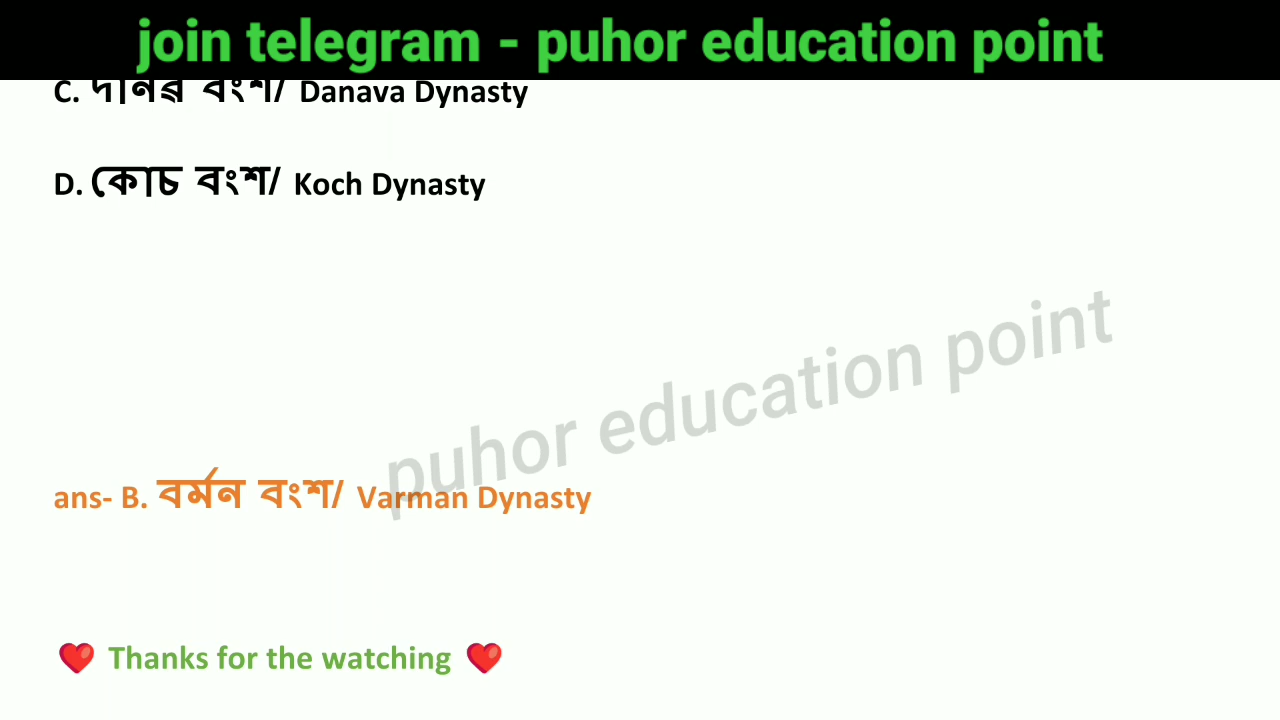 join telegram - puhor education point
C. দানৱ বংশ/ Danava Dynasty
D. কোচ বংশ/ Koch Dynasty
puhor education point
ans- B. বৰ্মন বংশ/ Varman Dynasty
❤️ Thanks for the watching ❤️